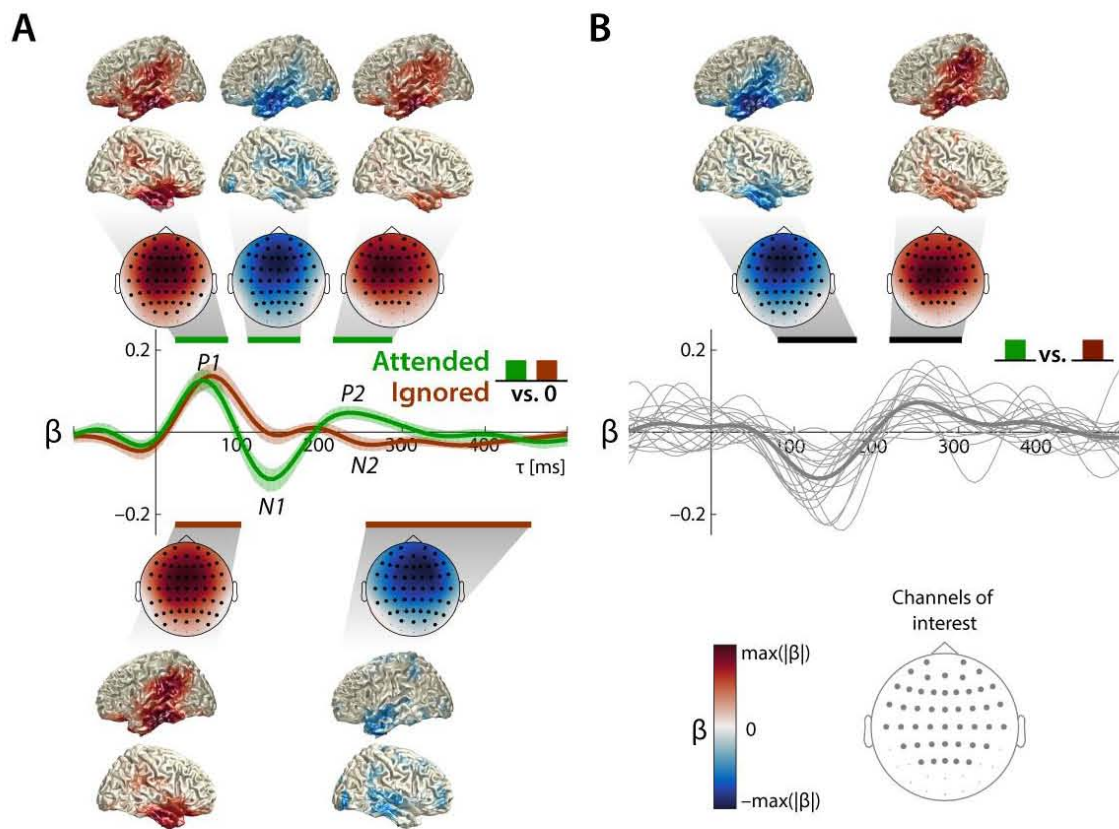 A
B
0.2
P1
Attended
Ignored
vs. 0
P2
β
100
200
300
400
τ [ms]
N2
N1
−0.2
0.2
vs.
β
100
200
300
400
−0.2
Channels of
interest
max(|β|)
β
0
−max(|β|)